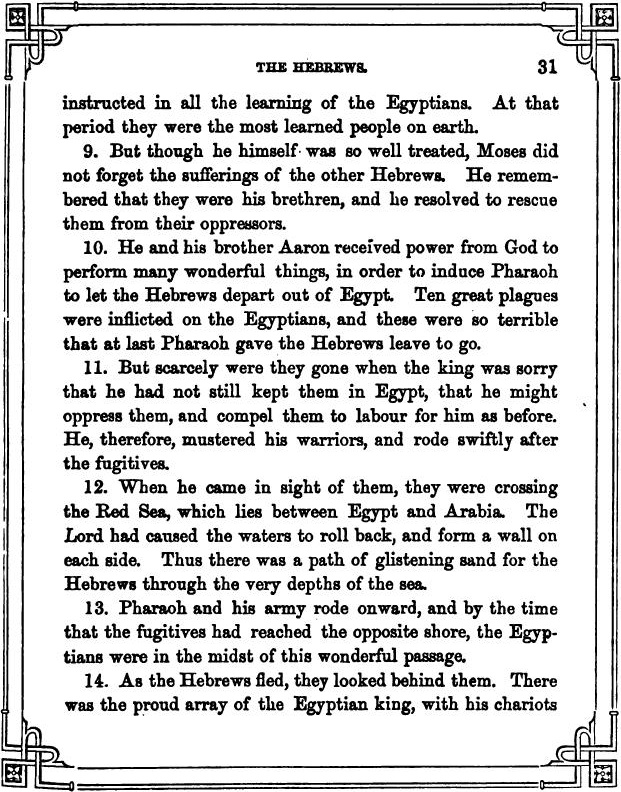 THE HEBREWS.
31
instructed in all the learning of the Egyptians. At that
period they were the most learned people on earth.
9. But though he himself was so well treated, Moses did
not forget the sufferings of the other Hebrews. He remem-
bered that they were his brethren, and he resolved to rescue
them from their oppressors.
10. He and his brother Aaron received power from God to
perform many wonderful things, in order to induce Pharaoh
to let the Hebrews depart out of Egypt. Ten great plagues
were inflicted on the Egyptians, and these were so terrible
that at last Pharaoh gave the Hebrews leave to go.
11. But scarcely were they gone when the king was sorry
that he had not still kept them in Egypt, that he might
oppress them, and compel them to labour for him as before.
He, therefore, mustered his warriors, and rode swiftly after
the fugitives.
12. When he came in sight of them, they were crossing
the Red Sea, which lies between Egypt and Arabia. The
Lord had caused the waters to roll back, and form a wall on
each side. Thus there was a path of glistening sand for the
Hebrews through the very depths of the sea.
13. Pharaoh and his army rode onward, and by the time
that the fugitives had reached the opposite shore, the Egyp-
tians were in the midst of this wonderful passage.
14. As the Hebrews fled, they looked behind them. There
was the proud array of the Egyptian king, with his chariots